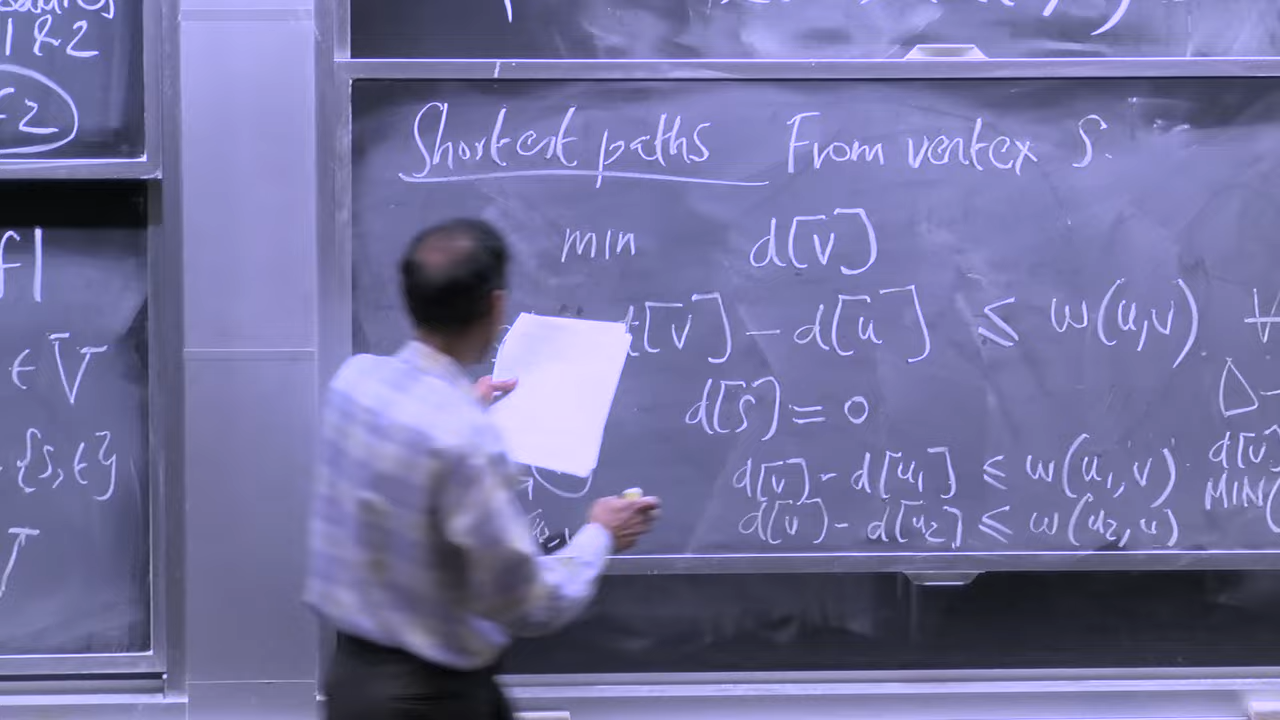 1 & 2
Shortest paths From vertex S.
min d[v]
d[v] - d[u] ≤ w(u,v) ∀
d[s] = 0
d[v] - d[u1] ≤ w(u1, v)
d[v] - d[u2] ≤ w(u2, v)
Δ-
d[v
MIN(
f|
∈ V
{s,t}